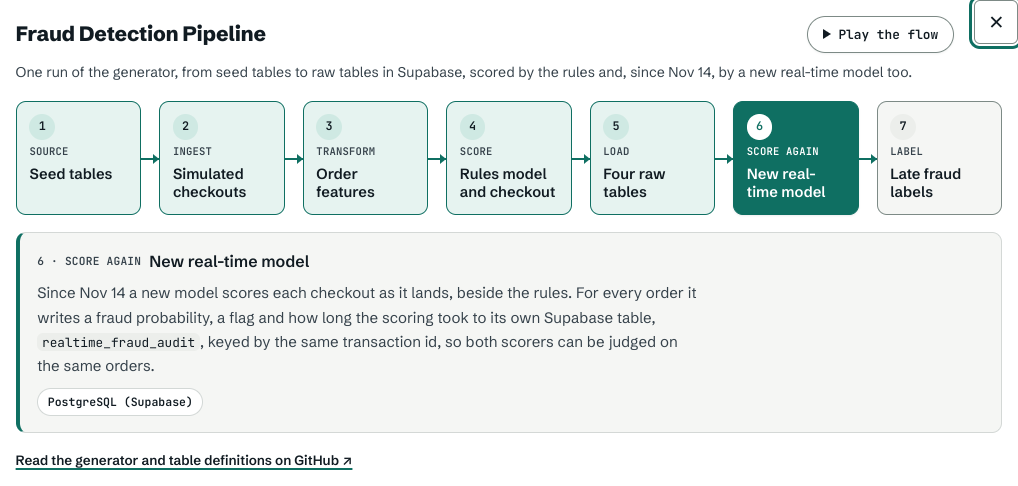 Fraud Detection Pipeline
▶ Play the flow
✕
One run of the generator, from seed tables to raw tables in Supabase, scored by the rules and, since Nov 14, by a new real-time model too.
1
SOURCE
Seed tables
2
INGEST
Simulated
checkouts
3
TRANSFORM
Order
features
4
SCORE
Rules model
and checkout
5
LOAD
Four raw
tables
6
SCORE AGAIN
New real-
time model
7
LABEL
Late fraud
labels
6 · SCORE AGAIN New real-time model
Since Nov 14 a new model scores each checkout as it lands, beside the rules. For every order it
writes a fraud probability, a flag and how long the scoring took to its own Supabase table,
realtime_fraud_audit, keyed by the same transaction id, so both scorers can be judged on
the same orders.
PostgreSQL (Supabase)
Read the generator and table definitions on GitHub ↗